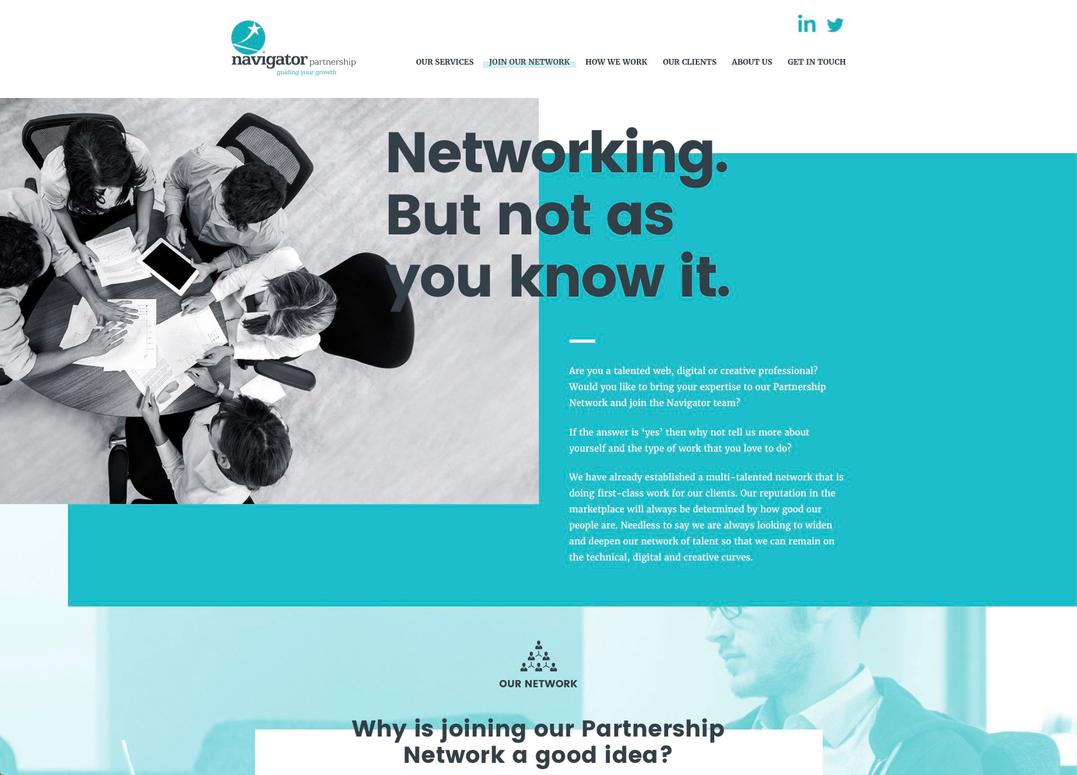 navigator partnership
guiding your growth
OUR SERVICES JOIN OUR NETWORK HOW WE WORK OUR CLIENTS ABOUT US GET IN TOUCH
Networking.
But not as
you know it.
Are you a talented web, digital or creative professional?
Would you like to bring your expertise to our Partnership
Network and join the Navigator team?
If the answer is ‘yes’ then why not tell us more about
yourself and the type of work that you love to do?
We have already established a multi-talented network that is
doing first-class work for our clients. Our reputation in the
marketplace will always be determined by how good our
people are. Needless to say we are always looking to widen
and deepen our network of talent so that we can remain on
the technical, digital and creative curves.
OUR NETWORK
Why is joining our Partnership
Network a good idea?